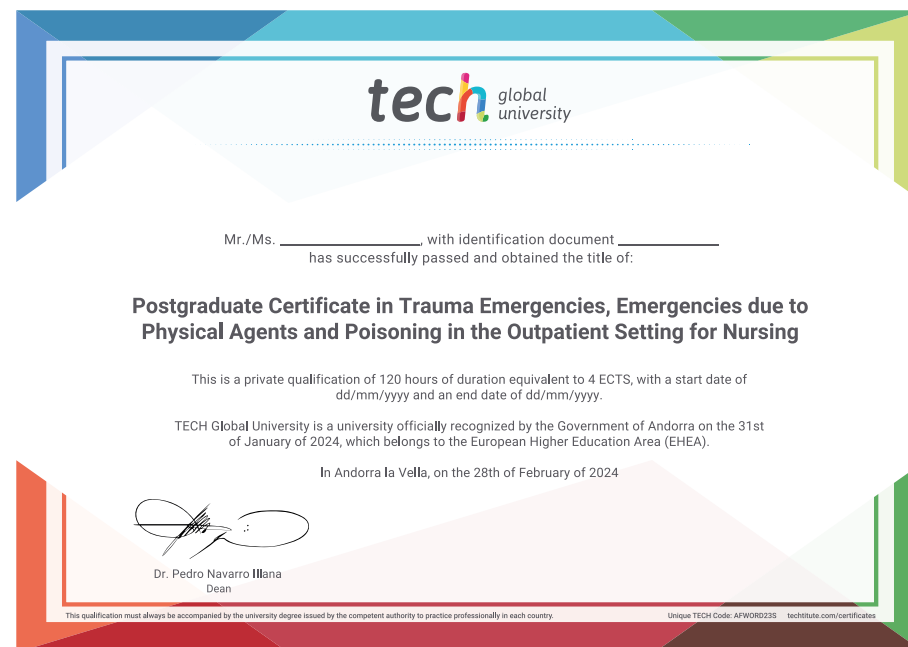 tech global university
Mr./Ms. ____________, with identification document ____________
has successfully passed and obtained the title of:
Postgraduate Certificate in Trauma Emergencies, Emergencies due to
Physical Agents and Poisoning in the Outpatient Setting for Nursing
This is a private qualification of 120 hours of duration equivalent to 4 ECTS, with a start date of
dd/mm/yyyy and an end date of dd/mm/yyyy.
TECH Global University is a university officially recognized by the Government of Andorra on the 31st
of January of 2024, which belongs to the European Higher Education Area (EHEA).
In Andorra la Vella, on the 28th of February of 2024
Dr. Pedro Navarro Illana
Dean
This qualification must always be accompanied by the university degree issued by the competent authority to practice professionally in each country.
Unique TECH Code: AFWORD23S techtitute.com/certificates